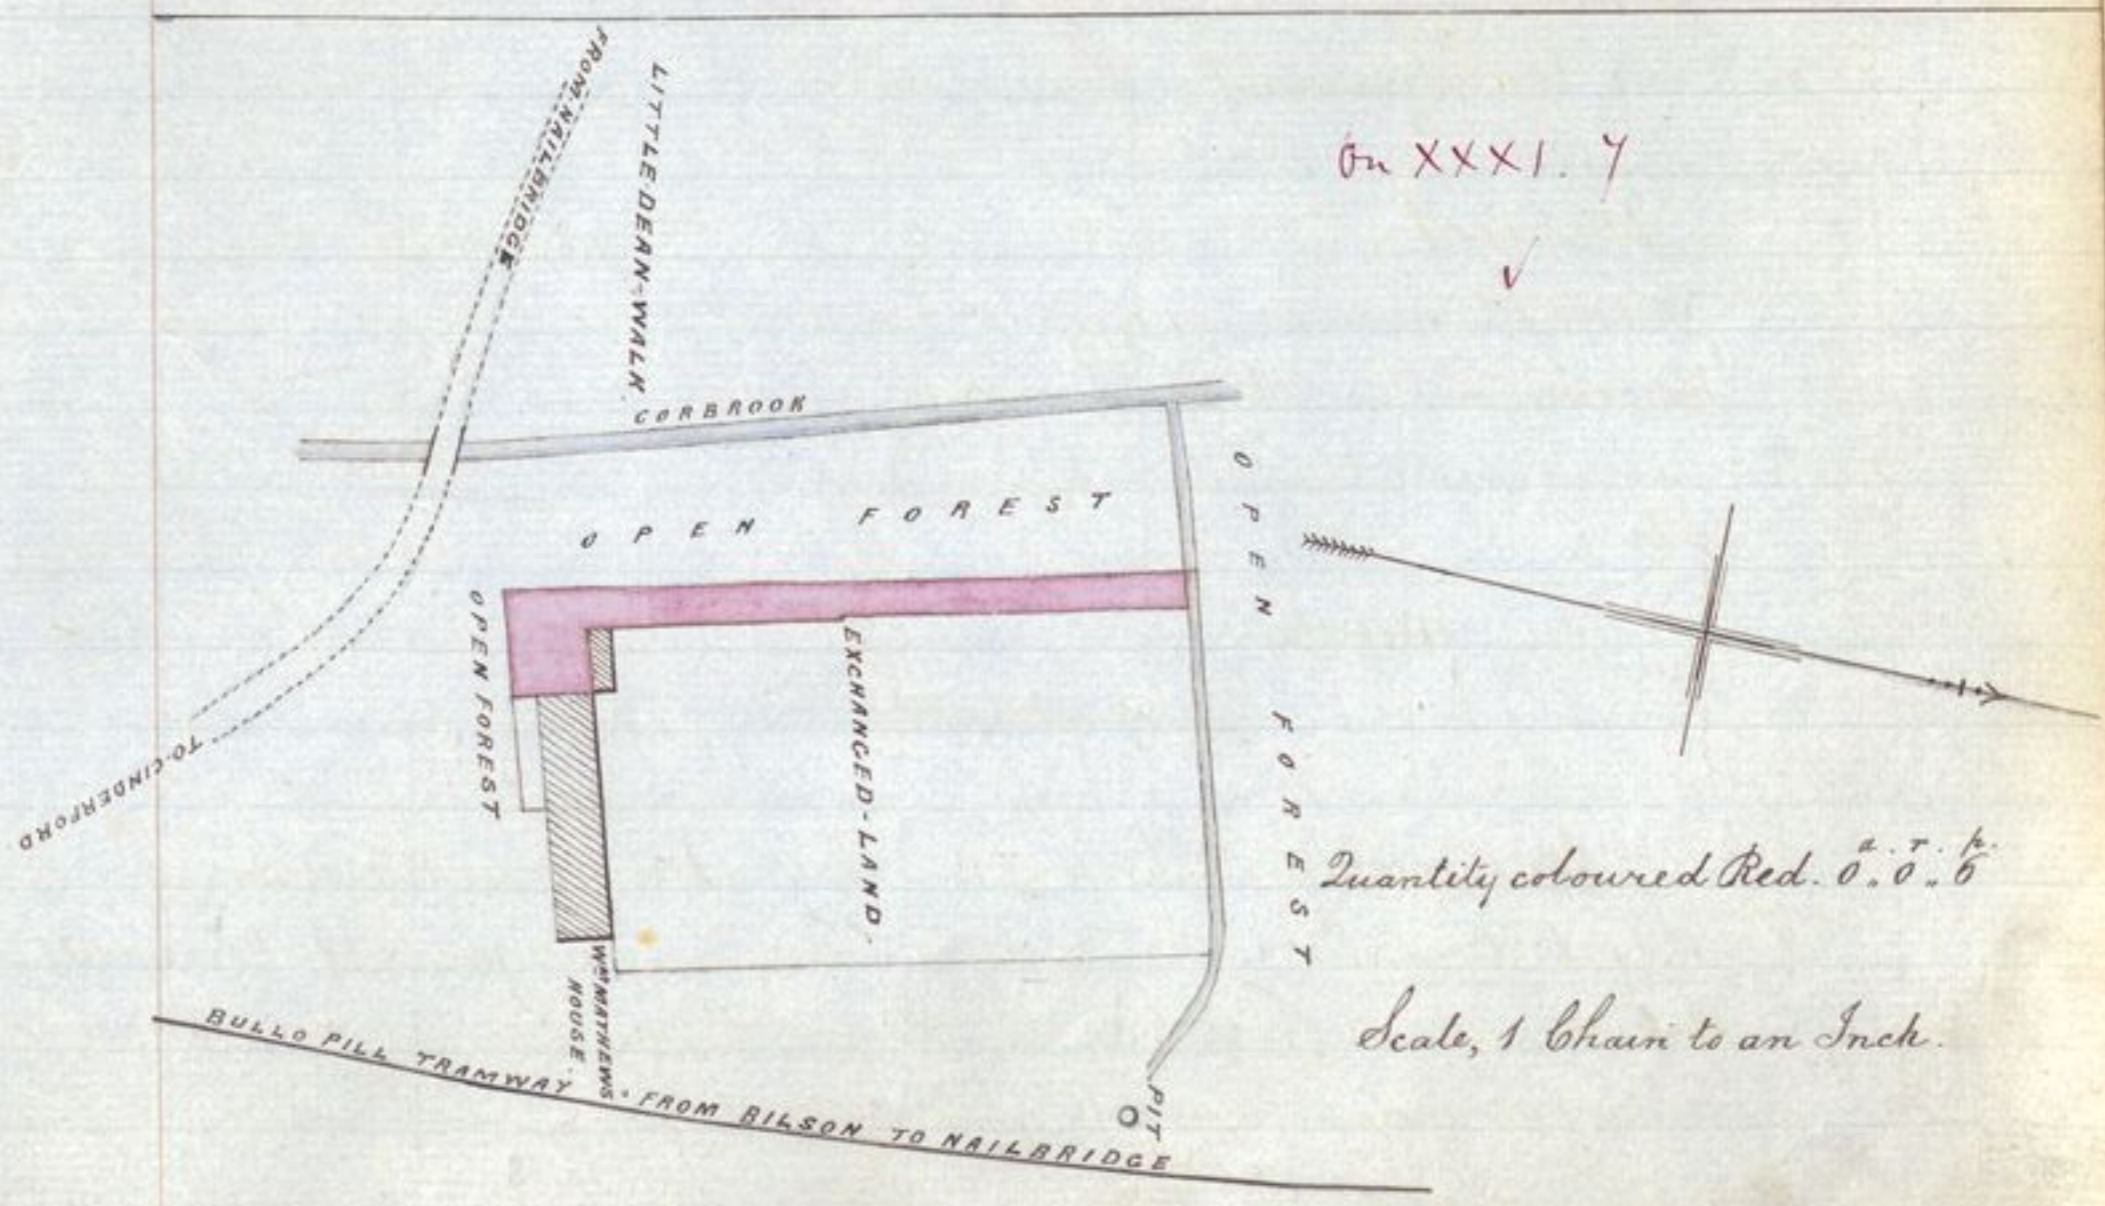 FROM NAILBRIDGE
LITTLEDEAN-WALK
On XXXI. 7
CORBROOK
OPEN FOREST
OPEN FOREST
OPEN FOREST
EXCHANGED-LAND.
TO-CINDERFORD
Quantity coloured Red. 0.. 0.. 6
a. r. p.
Wm MATHEWS
HOUSE.
Scale, 1 Chain to an Inch.
BULLO PILL TRAMWAY. FROM BILSON TO NAILBRIDGE
PIT